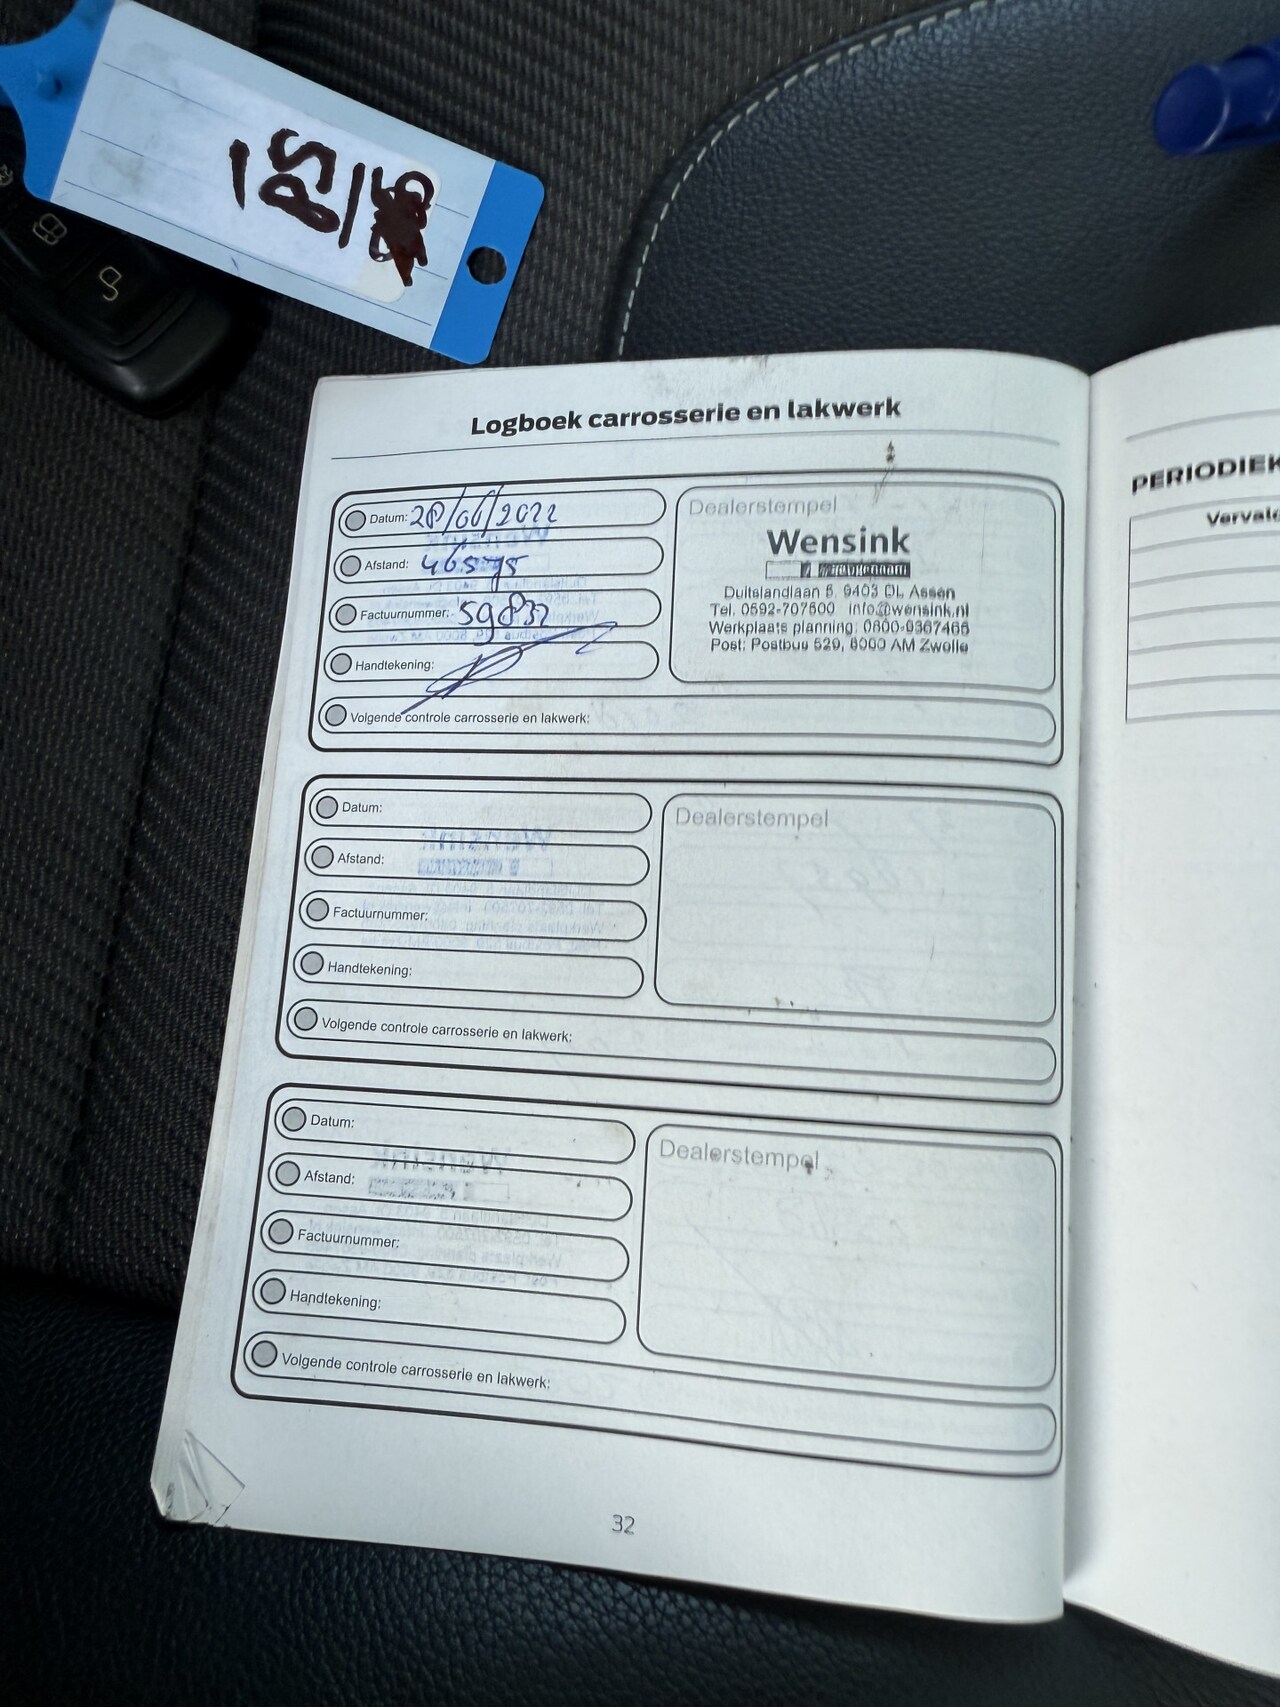 Logboek carrosserie en lakwerk
Datum: 28/06/2022
Afstand: 46595
Factuurnummer: 59832
Handtekening:
Volgende controle carrosserie en lakwerk:
Dealerstempel
Wensink
Duitslandlaan 5, 9403 DL Assen
Tel. 0592-707500 info@wensink.nl
Werkplaats planning: 0800-9367465
Post: Postbus 529, 8000 AM Zwolle
Datum:
Afstand:
Factuurnummer:
Handtekening:
Volgende controle carrosserie en lakwerk:
Dealerstempel
Datum:
Afstand:
Factuurnummer:
Handtekening:
Volgende controle carrosserie en lakwerk:
Dealerstempel
32
PERIODIEK